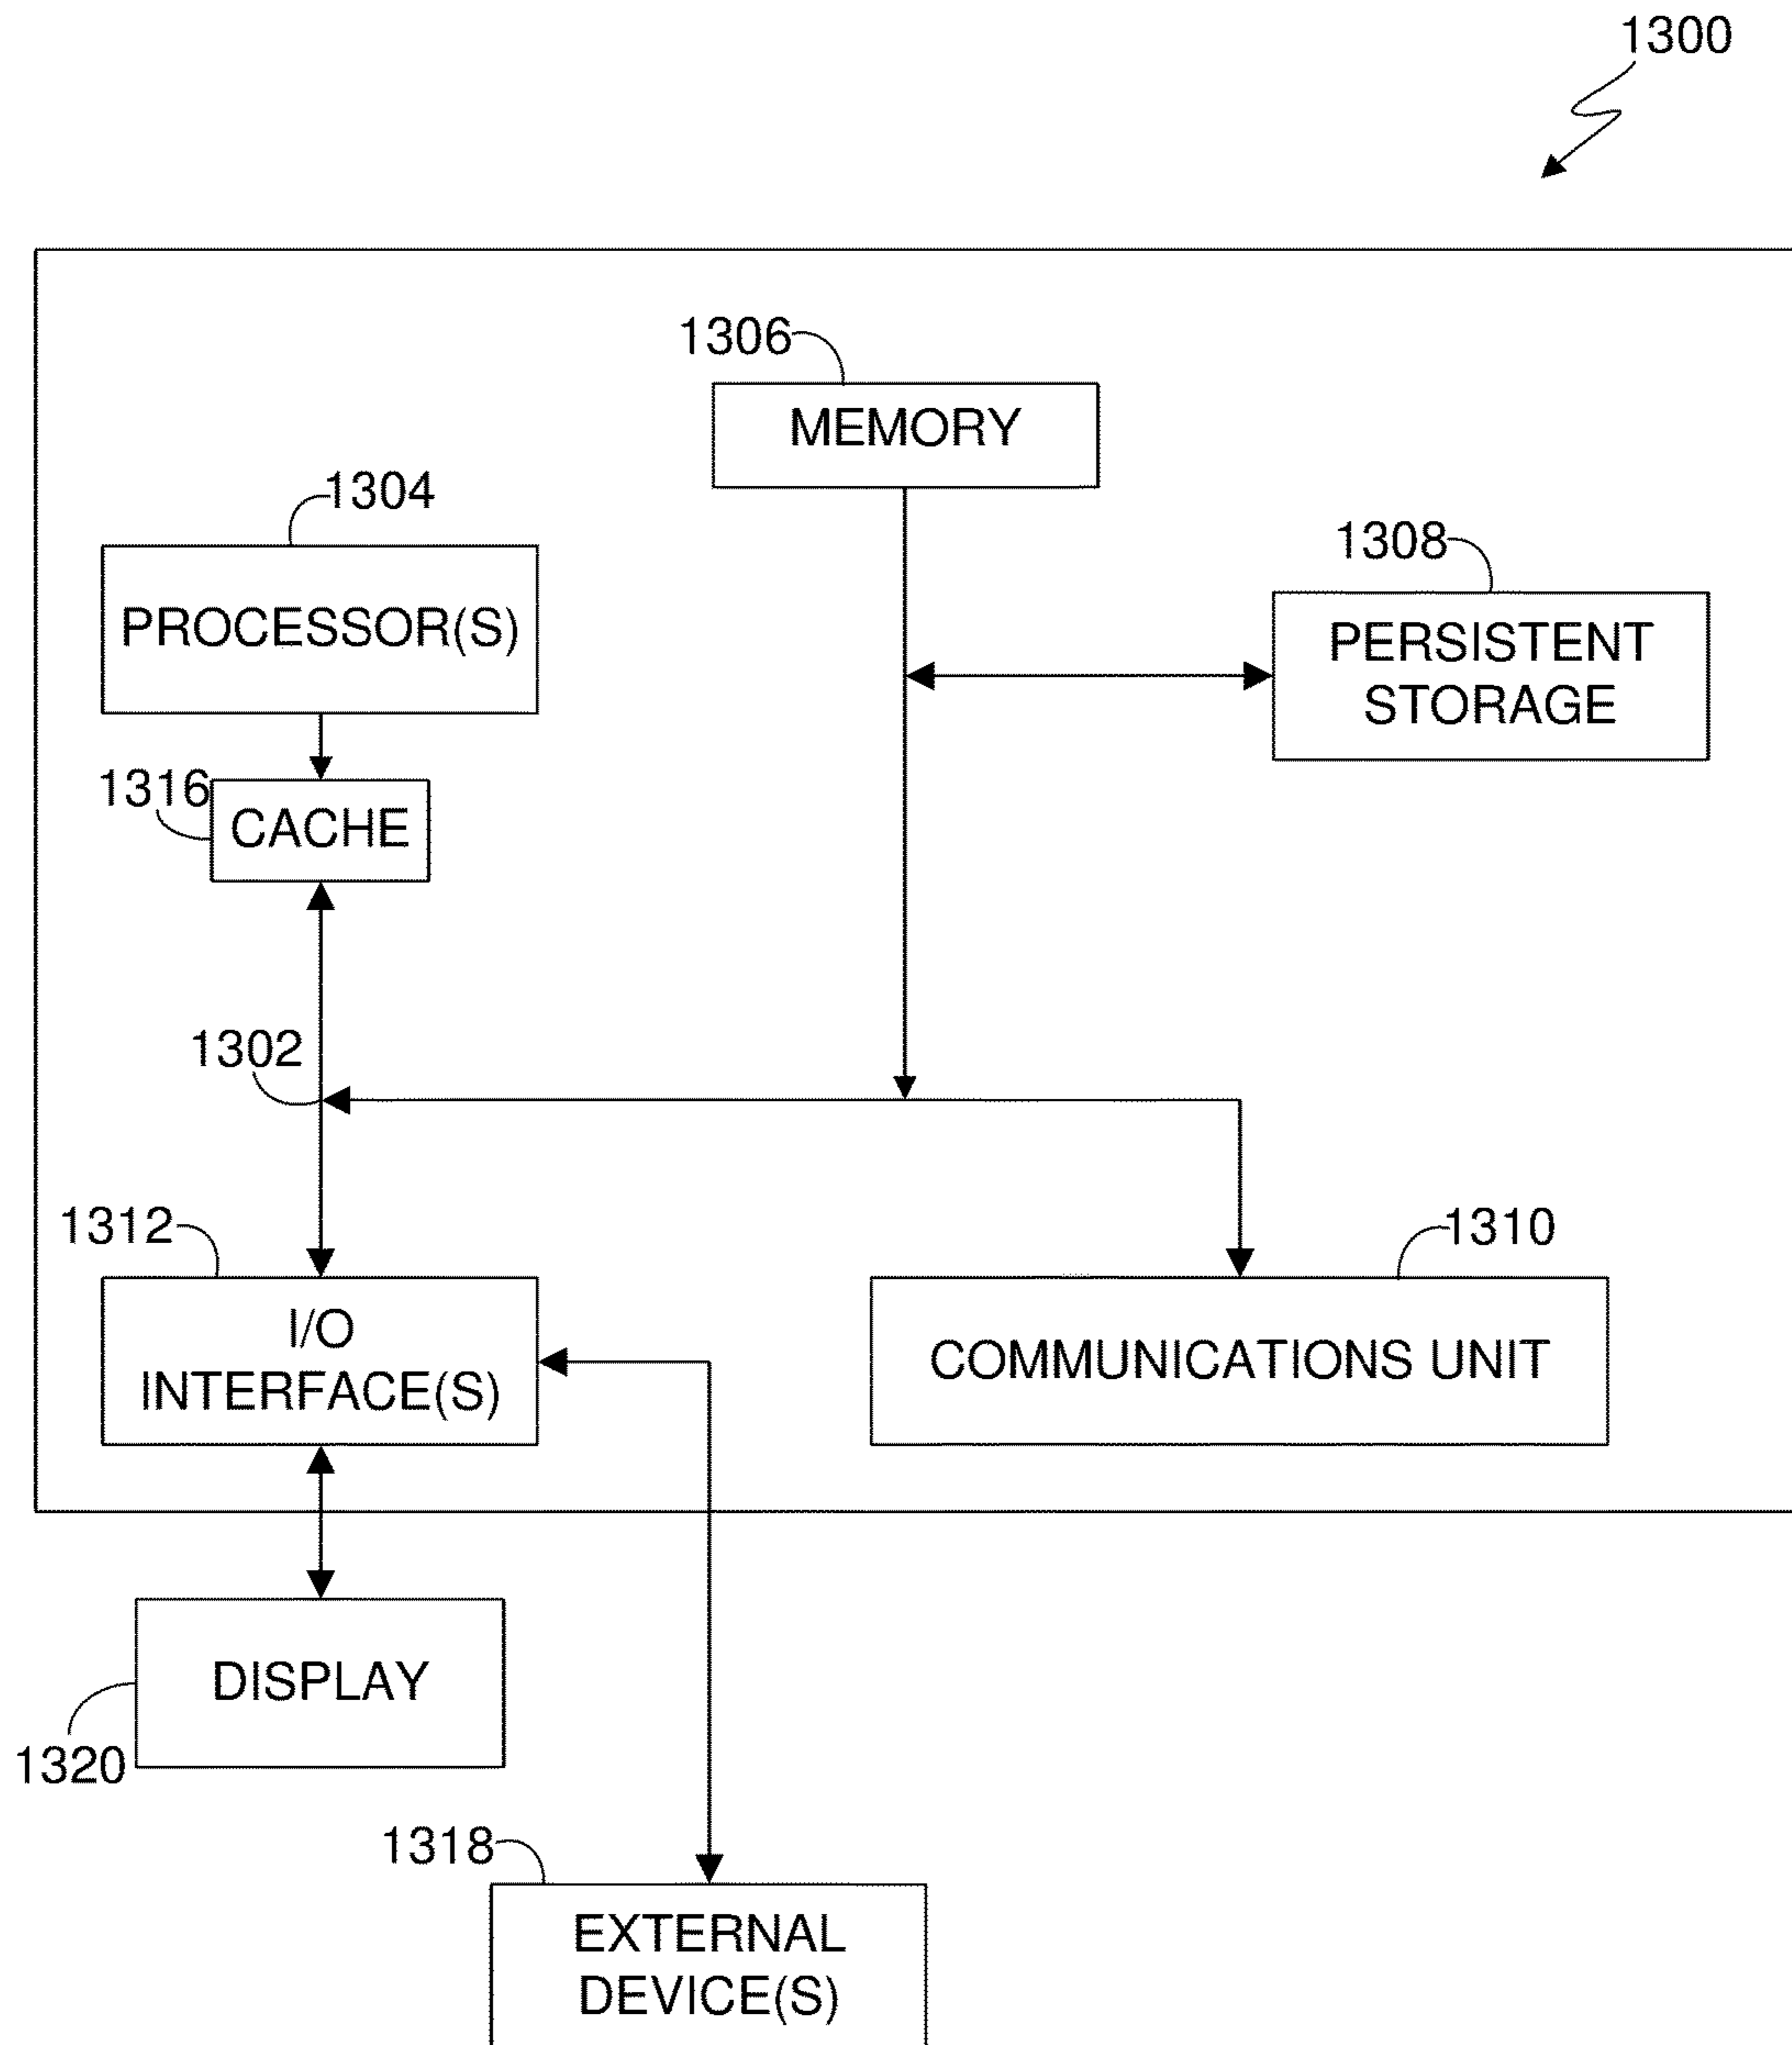 1300
1306
MEMORY
1304
PROCESSOR(S)
1308
PERSISTENT
STORAGE
1316
CACHE
1302
1312
I/O
INTERFACE(S)
1310
COMMUNICATIONS UNIT
DISPLAY
1320
1318
EXTERNAL
DEVICE(S)